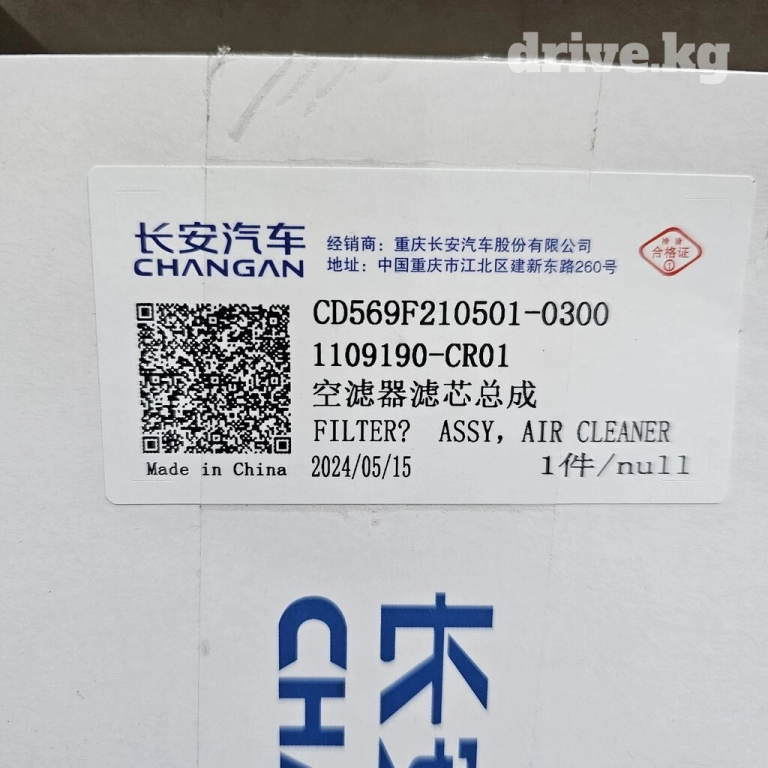 drive.kg
长安汽车
CHANGAN
经销商：重庆长安汽车股份有限公司
地址：中国重庆市江北区建新东路260号
合格证
CD569F210501-0300
1109190-CR01
空滤器滤芯总成
FILTER? ASSY, AIR CLEANER
Made in China
2024/05/15
1件/null
长安
CHA